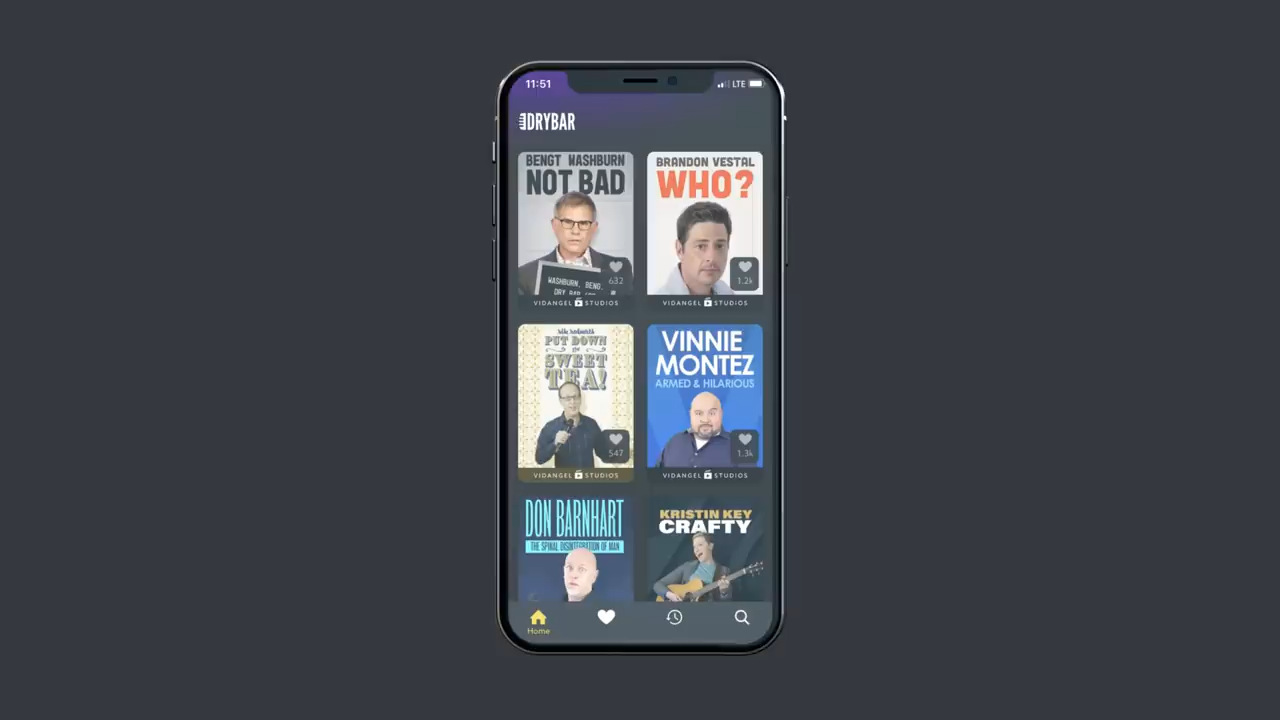 11:51
LTE
DRYBAR
BENGT WASHBURN
NOT BAD
WASHBURN, BENG.
632
VIDANGEL STUDIOS
BRANDON VESTAL
WHO?
1.2k
VIDANGEL STUDIOS
PUT DOWN
SWEET
TEA!
547
VIDANGEL STUDIOS
VINNIE
MONTEZ
ARMED & HILARIOUS
1.3k
VIDANGEL STUDIOS
DON BARNHART
THE SPINAL DISINTEGRATION OF MAN
KRISTIN KEY
CRAFTY
Home